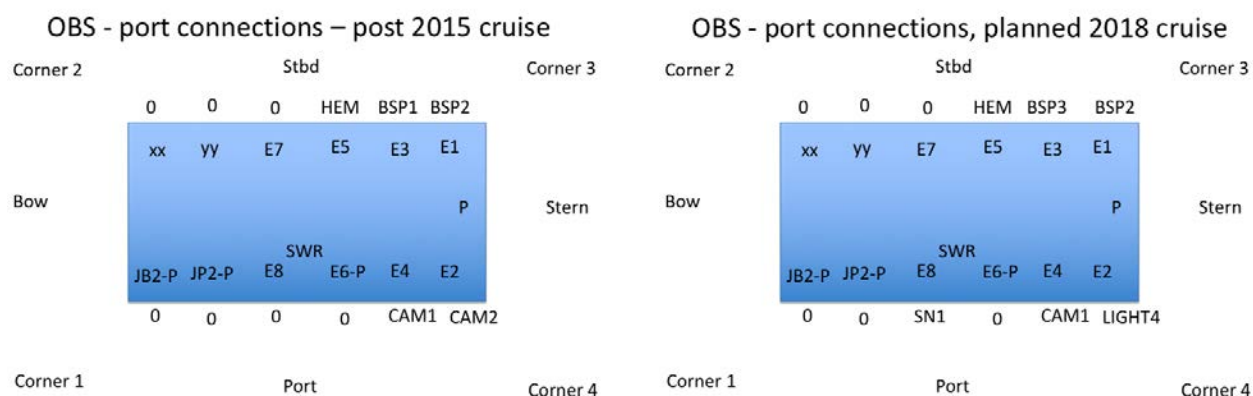 OBS - port connections – post 2015 cruise
Corner 2 Stbd Corner 3
0 0 0 HEM BSP1 BSP2
xx yy E7 E5 E3 E1
Bow P Stern
SWR
JB2-P JP2-P E8 E6-P E4 E2
0 0 0 0 CAM1 CAM2
Corner 1 Port Corner 4
OBS - port connections, planned 2018 cruise
Corner 2 Stbd Corner 3
0 0 0 HEM BSP3 BSP2
xx yy E7 E5 E3 E1
Bow P Stern
SWR
JB2-P JP2-P E8 E6-P E4 E2
0 0 SN1 0 CAM1 LIGHT4
Corner 1 Port Corner 4